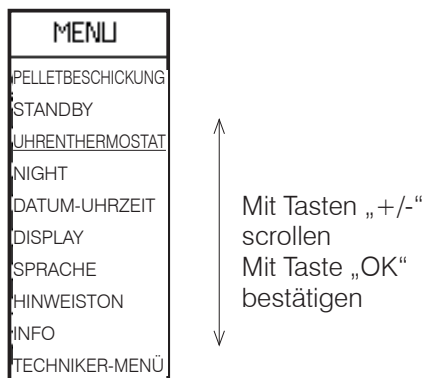 MENU
PELLETBESCHICKUNG
STANDBY
UHRENTHERMOSTAT
NIGHT
DATUM-UHRZEIT
DISPLAY
SPRACHE
HINWEISTON
INFO
TECHNIKER-MENÜ
Mit Tasten „+/-“
scrollen
Mit Taste „OK“
bestätigen